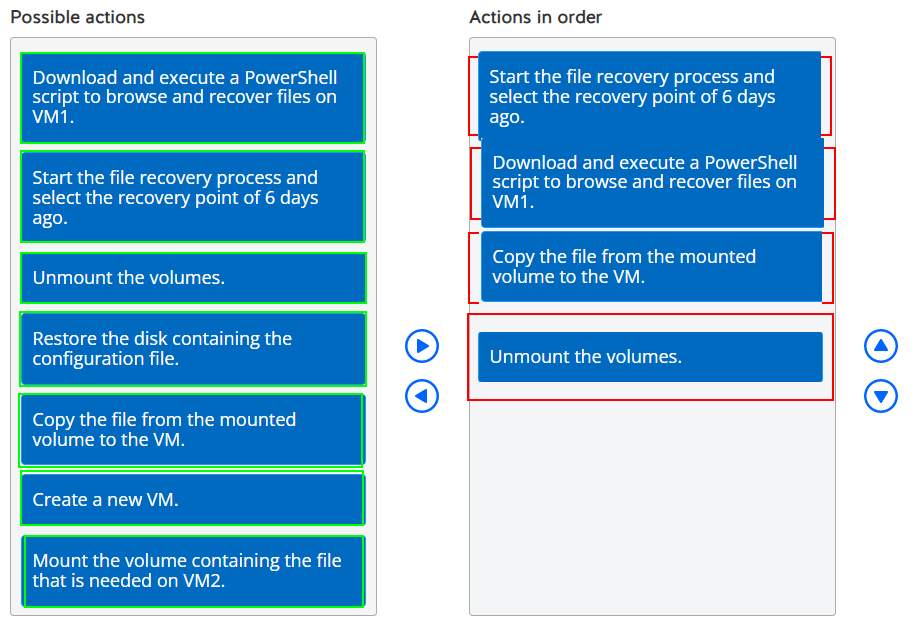 Possible actions
Download and execute a PowerShell
script to browse and recover files on
VM1.
Start the file recovery process and
select the recovery point of 6 days
ago.
Unmount the volumes.
Restore the disk containing the
configuration file.
Copy the file from the mounted
volume to the VM.
Create a new VM.
Mount the volume containing the file
that is needed on VM2.
Actions in order
Start the file recovery process and
select the recovery point of 6 days
ago.
Download and execute a PowerShell
script to browse and recover files on
VM1.
Copy the file from the mounted
volume to the VM.
Unmount the volumes.